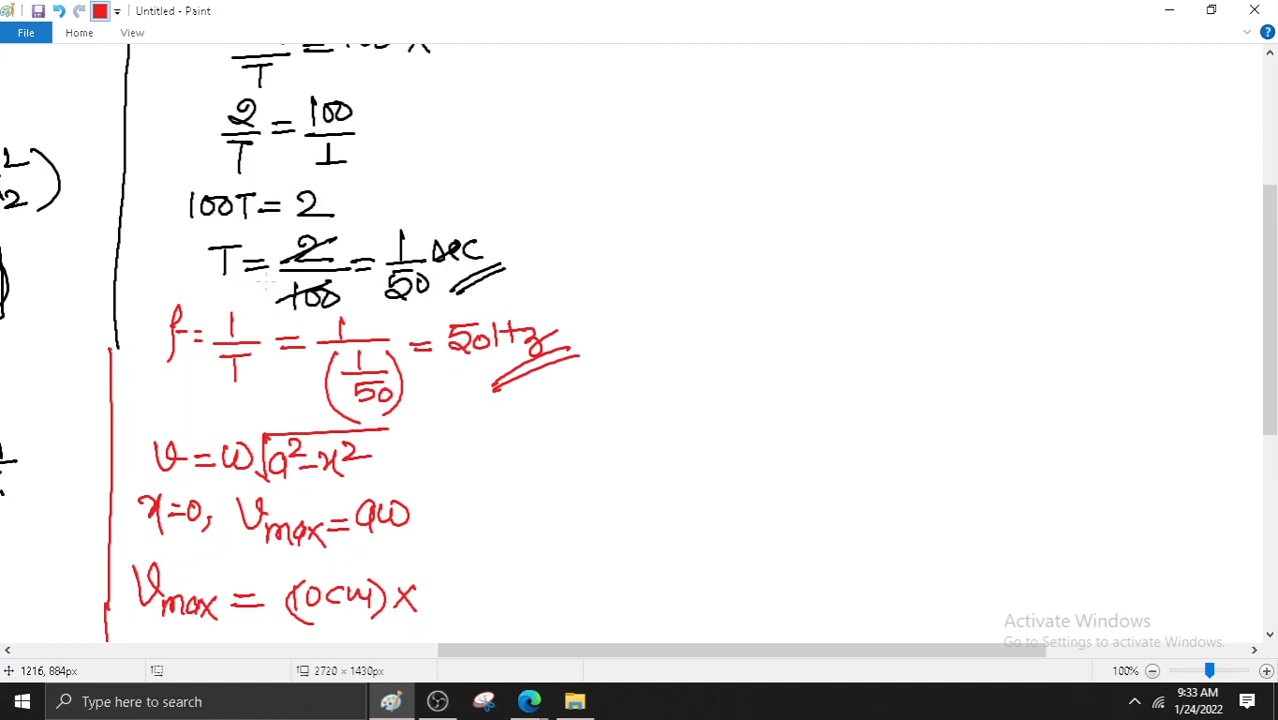 Untitled - Paint
File Home View
T
2/T = 100/1
100T = 2
T = 2/100 = 1/50 sec
f = 1/T = 1/(1/50) = 50Hz
v = ω√a²-x²
x=0, vmax = aω
vmax = (10cm) x
Activate Windows
Go to Settings to activate Windows.
1216, 884px 2720 × 1430px 100%
Type here to search
9:33 AM
1/24/2022